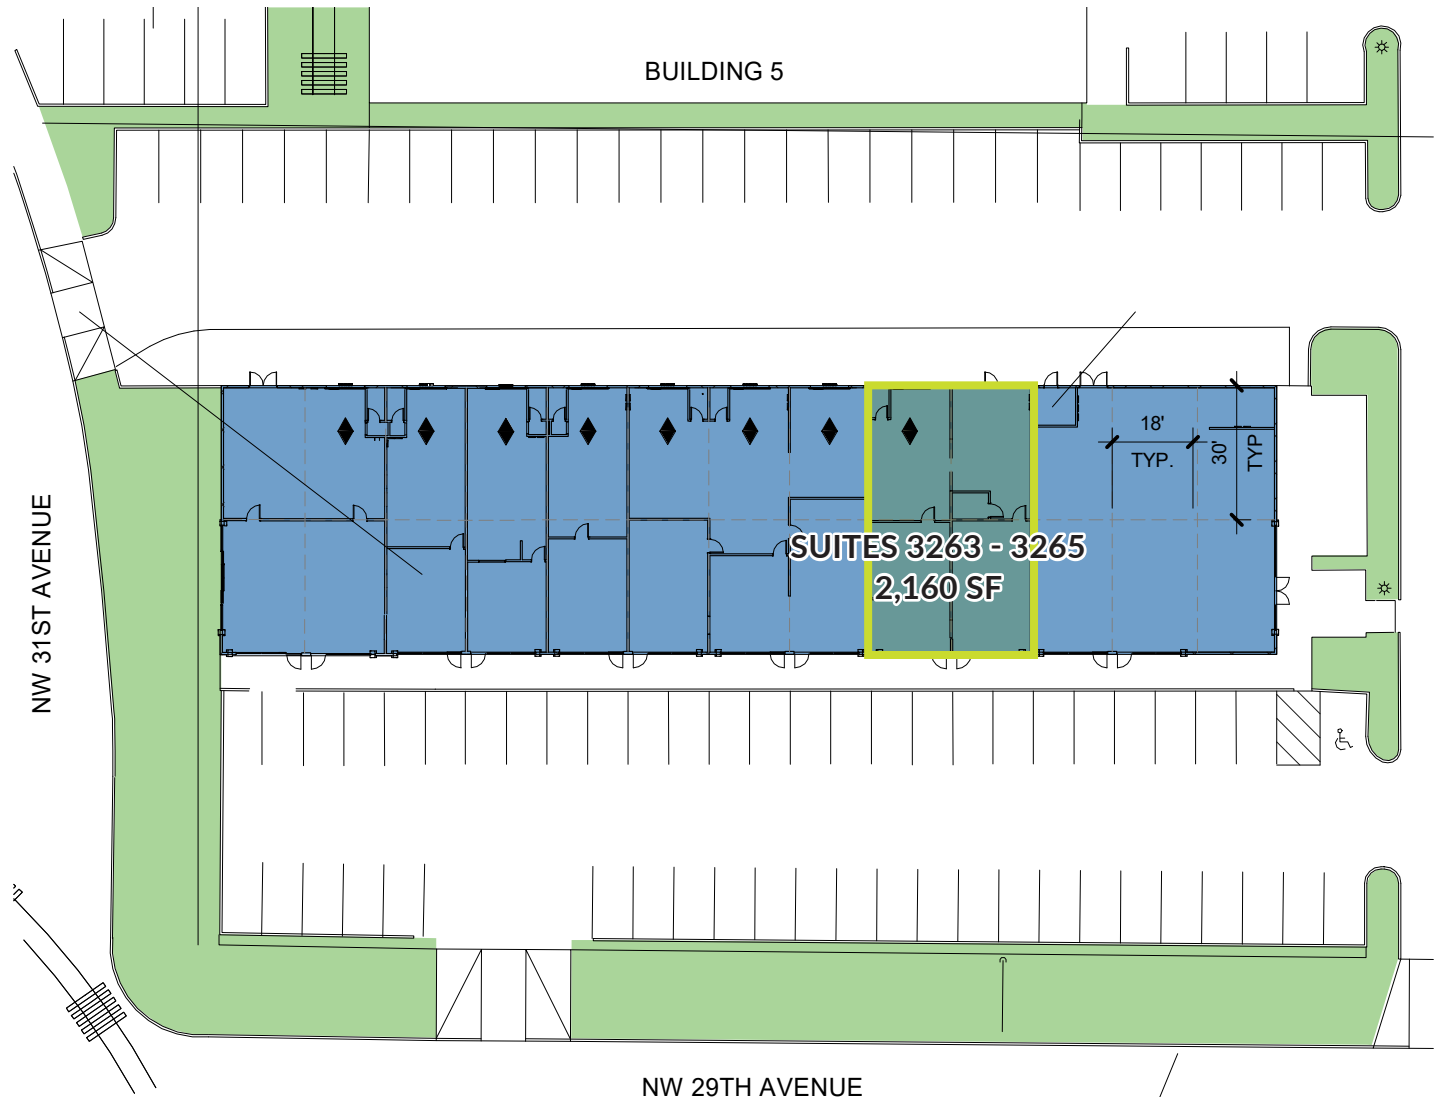 BUILDING 5
18'
TYP.
30'
TYP
NW 31ST AVENUE
SUITES 3263 - 3265
2,160 SF
NW 29TH AVENUE